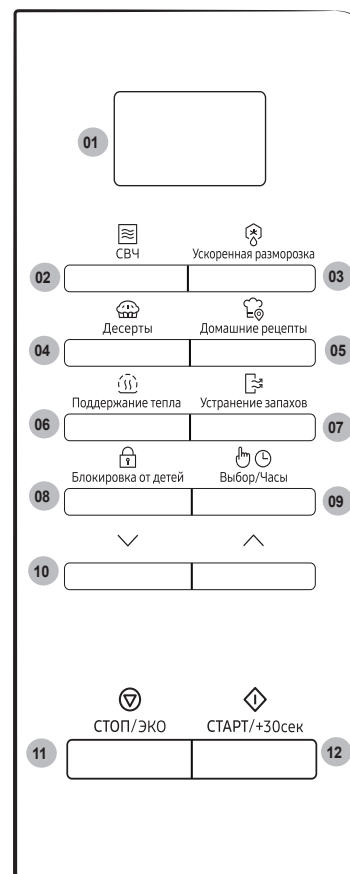 01
СВЧ
Ускоренная разморозка
02
03
Десерты
Домашние рецепты
04
05
Поддержание тепла
Устранение запахов
06
07
Блокировка от детей
Выбор/Часы
08
09
10
СТОП/ЭКО
СТАРТ/+30сек
11
12